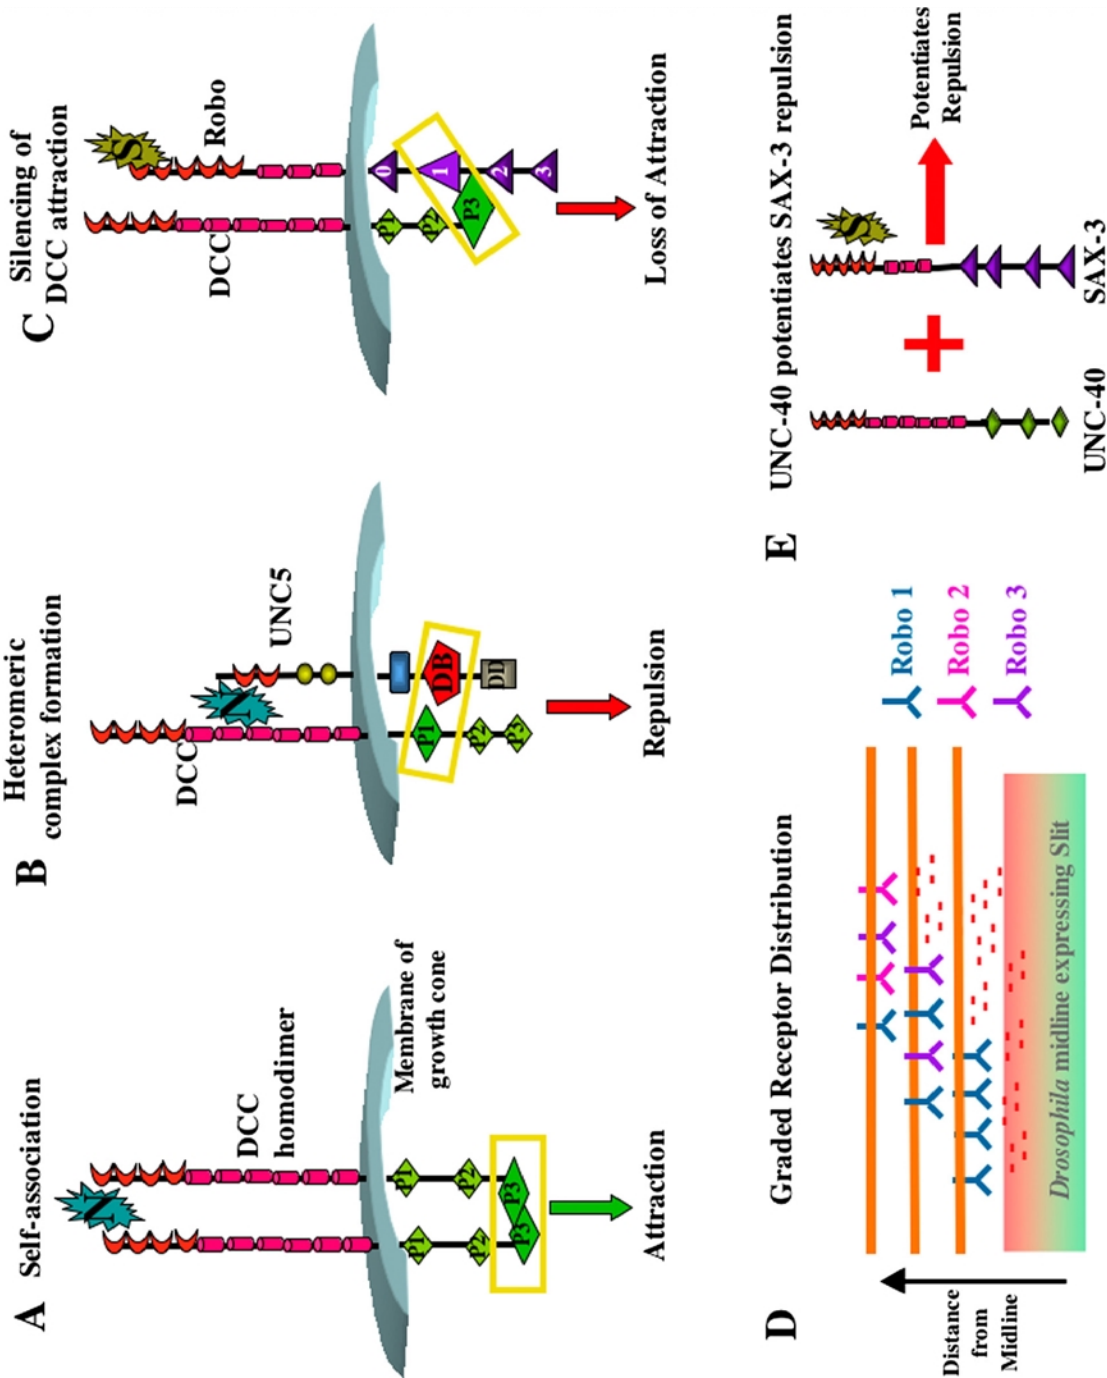 A
Self-association
N
DCC
homodimer
Membrane of
growth cone
P1
P1
P2
P2
P3
P3
Attraction
B
Heteromeric
complex formation
N
DCC
UNC5
P1
DB
P2
DD
P3
Repulsion
C
Silencing of
DCC attraction
S
DCC
Robo
0
P1
1
P2
P3
2
3
Loss of Attraction
D
Graded Receptor Distribution
Distance
from
Midline
Drosophila midline expressing Slit
Robo 1
Robo 2
Robo 3
E
UNC-40 potentiates SAX-3 repulsion
S
Potentiates
Repulsion
UNC-40
SAX-3